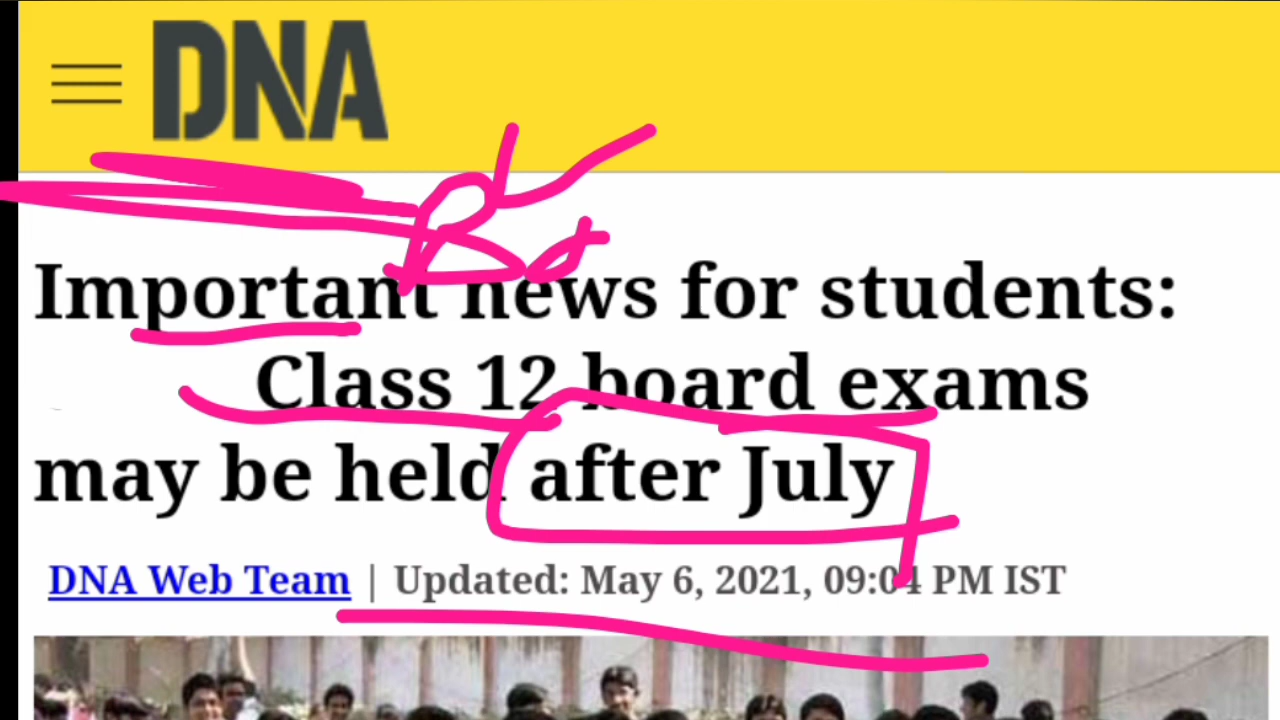 DNA
Important news for students:
Class 12 board exams
may be held after July
DNA Web Team | Updated: May 6, 2021, 09:04 PM IST